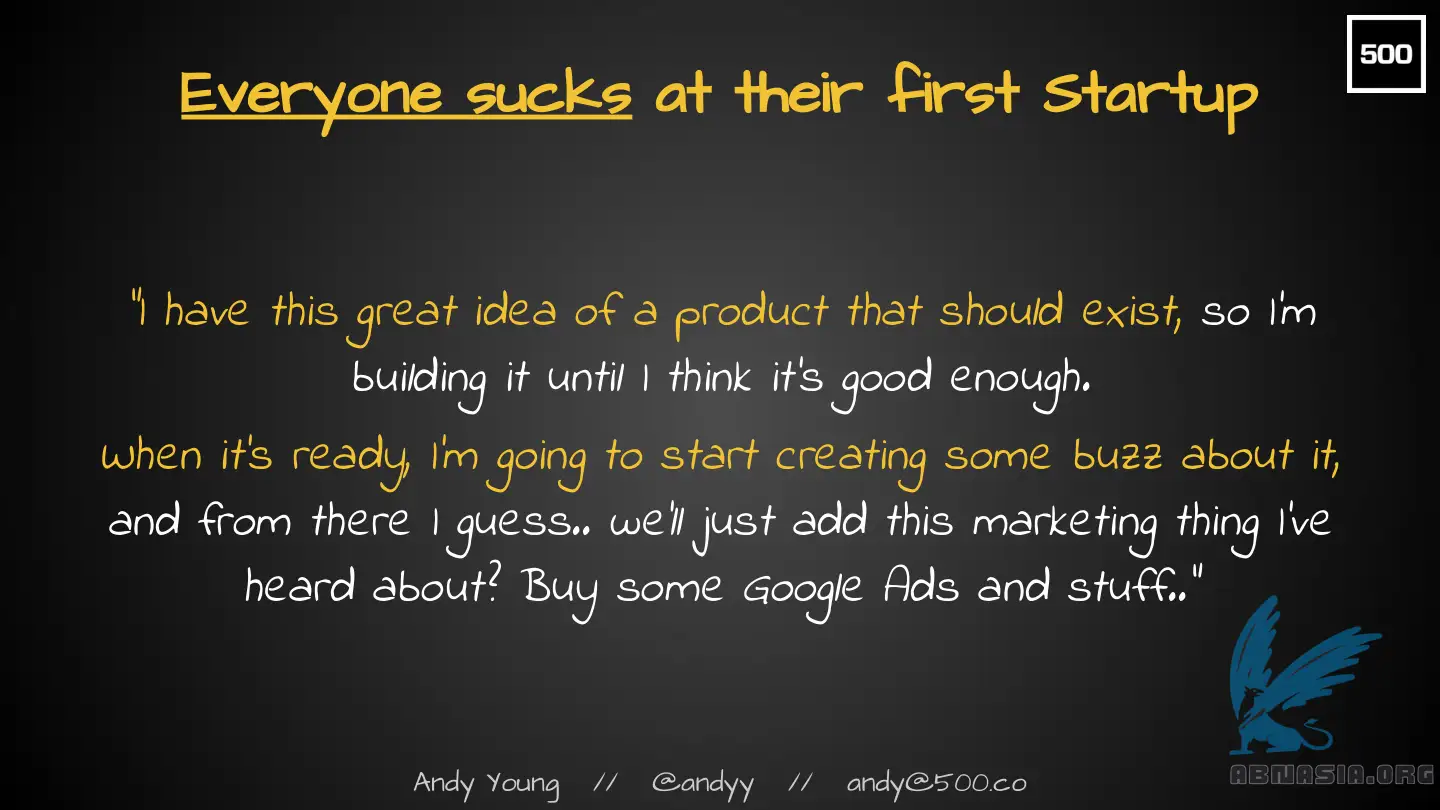 500
Everyone sucks at their first Startup
"I have this great idea of a product that should exist, so I'm
building it until I think it's good enough.
When it's ready, I'm going to start creating some buzz about it,
and from there I guess.. we'll just add this marketing thing I've
heard about? Buy some Google Ads and stuff.."
Andy Young // @andyy // andy@500.co
ABNASIA.ORG